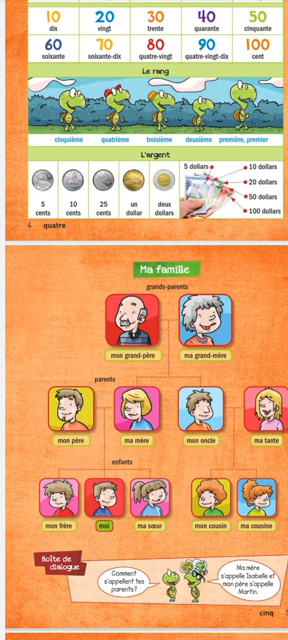 10 20 30 40 50
dix vingt trente quarante cinquante
60 70 80 90 100
soixante soixante-dix quatre-vingt quatre-vingt-dix cent
Le rang
cinquième quatrième troisième deuxième première, premier
L'argent
5 dollars
10 dollars
20 dollars
50 dollars
100 dollars
5 cents
10 cents
25 cents
un dollar
deux dollars
4 quatre
Ma famille
grands-parents
mon grand-père ma grand-mère
parents
mon père ma mère mon oncle ma tante
enfants
mon frère moi ma sœur mon cousin ma cousine
Boîte de
dialogue
Comment
s'appellent tes
parents?
Ma mère
s'appelle Isabelle et
mon père s'appelle
Martin.
cinq